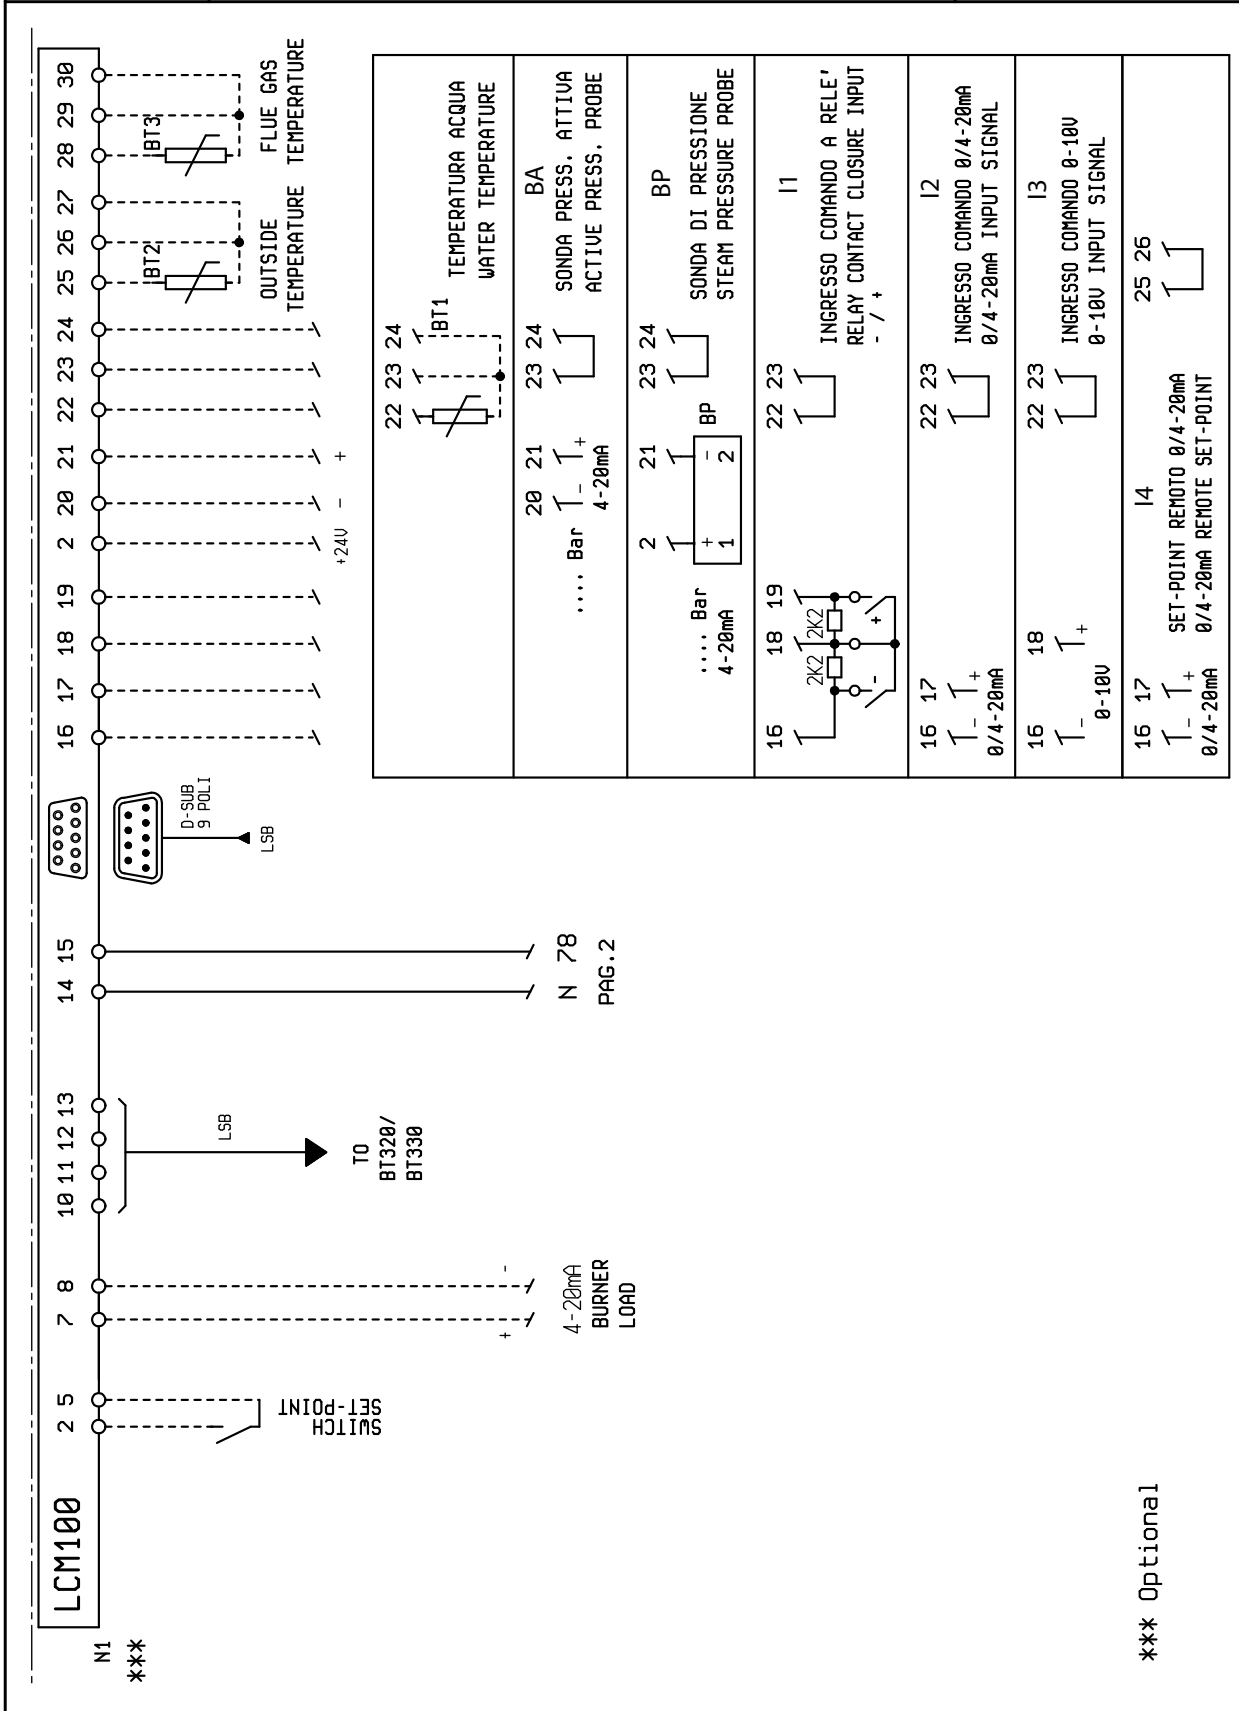 N1
***
LCM100
2 5 7 8 10 11 12 13 14 15 16 17 18 19 2 20 21 22 23 24 25 26 27 28 29 30
SWITCH
SET-POINT
+ -
4-20mA
BURNER
LOAD
LSB
TO
BT320/
BT330
N 78
PAG.2
D-SUB
9 POLI
LSB
+24V - +
BT2
OUTSIDE
TEMPERATURE
BT3
FLUE GAS
TEMPERATURE
22 23 24
BT1
TEMPERATURA ACQUA
WATER TEMPERATURE
BA
.... Bar
20 21 23 24
- +
4-20mA
SONDA PRESS. ATTIVA
ACTIVE PRESS. PROBE
BP
.... Bar
4-20mA
2 21 23 24
+ -
1 2
BP
SONDA DI PRESSIONE
STEAM PRESSURE PROBE
I1
16 18 19 22 23
2K2 2K2
- +
INGRESSO COMANDO A RELE'
RELAY CONTACT CLOSURE INPUT
- / +
I2
16 17 22 23
- +
0/4-20mA
INGRESSO COMANDO 0/4-20mA
0/4-20mA INPUT SIGNAL
I3
16 18 22 23
- +
0-10V
INGRESSO COMANDO 0-10V
0-10V INPUT SIGNAL
I4
16 17 25 26
- +
0/4-20mA
SET-POINT REMOTO 0/4-20mA
0/4-20mA REMOTE SET-POINT
*** Optional